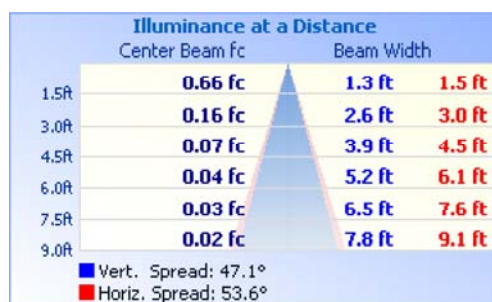 Illuminance at a Distance
Center Beam fc Beam Width
1.5ft 0.66 fc 1.3 ft 1.5 ft
3.0ft 0.16 fc 2.6 ft 3.0 ft
4.5ft 0.07 fc 3.9 ft 4.5 ft
6.0ft 0.04 fc 5.2 ft 6.1 ft
7.5ft 0.03 fc 6.5 ft 7.6 ft
9.0ft 0.02 fc 7.8 ft 9.1 ft
Vert. Spread: 47.1°
Horiz. Spread: 53.6°